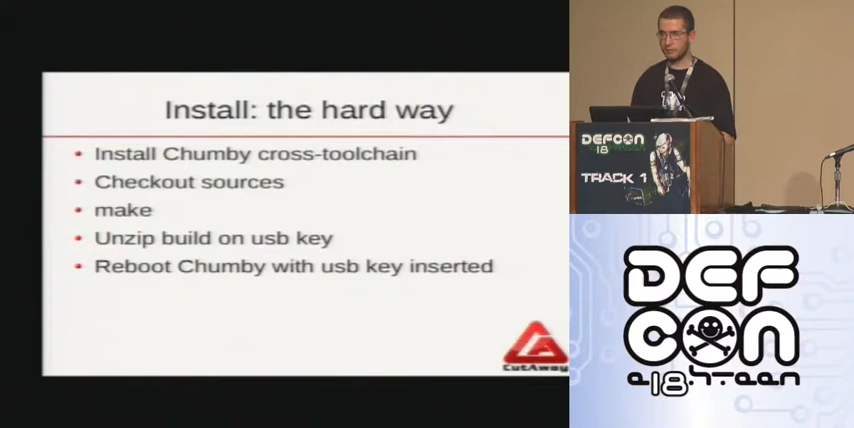 Install: the hard way
Install Chumby cross-toolchain
Checkout sources
make
Unzip build on usb key
Reboot Chumby with usb key inserted
CutAway
DEFCON
18
TRACK 1
DEF
CON
18